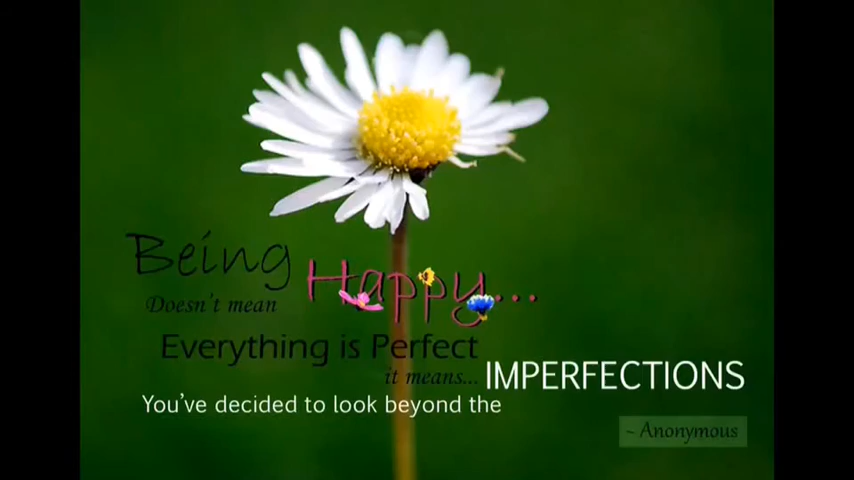 Being Happy...
Doesn't mean
Everything is Perfect
it means...
You've decided to look beyond the
IMPERFECTIONS
~ Anonymous